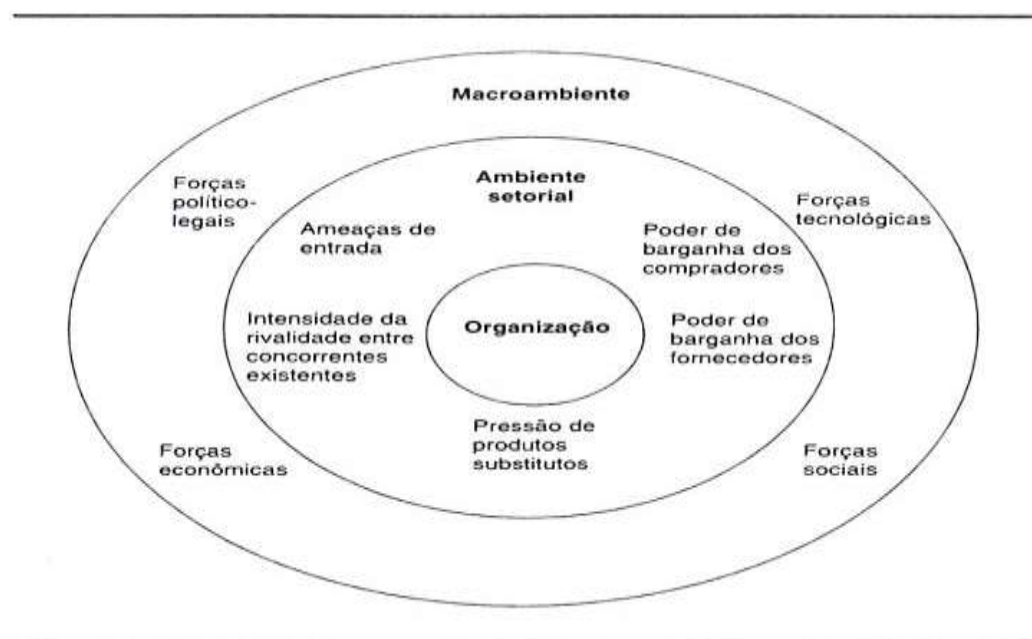 Macroambiente
Forças
político-
legais
Ambiente
setorial
Forças
tecnológicas
Ameaças de
entrada
Poder de
barganha dos
compradores
Intensidade da
rivalidade entre
concorrentes
existentes
Organização
Poder de
barganha dos
fornecedores
Pressão de
produtos
substitutos
Forças
econômicas
Forças
sociais